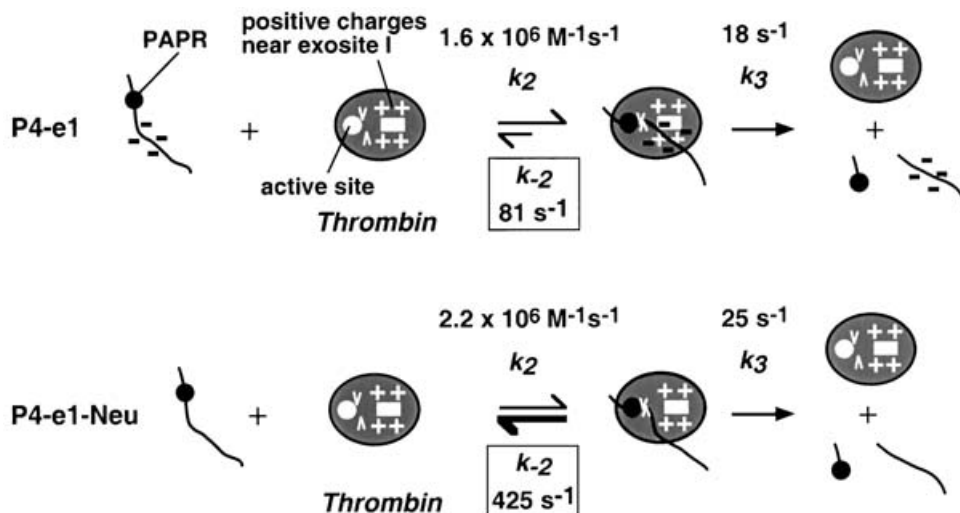 PAPR
positive charges
near exosite I
1.6 x 10⁶ M⁻¹s⁻¹
k₂
18 s⁻¹
k₃
P4-e1
+
active site
Thrombin
k₋₂
81 s⁻¹
+
2.2 x 10⁶ M⁻¹s⁻¹
k₂
25 s⁻¹
k₃
P4-e1-Neu
+
Thrombin
k₋₂
425 s⁻¹
+